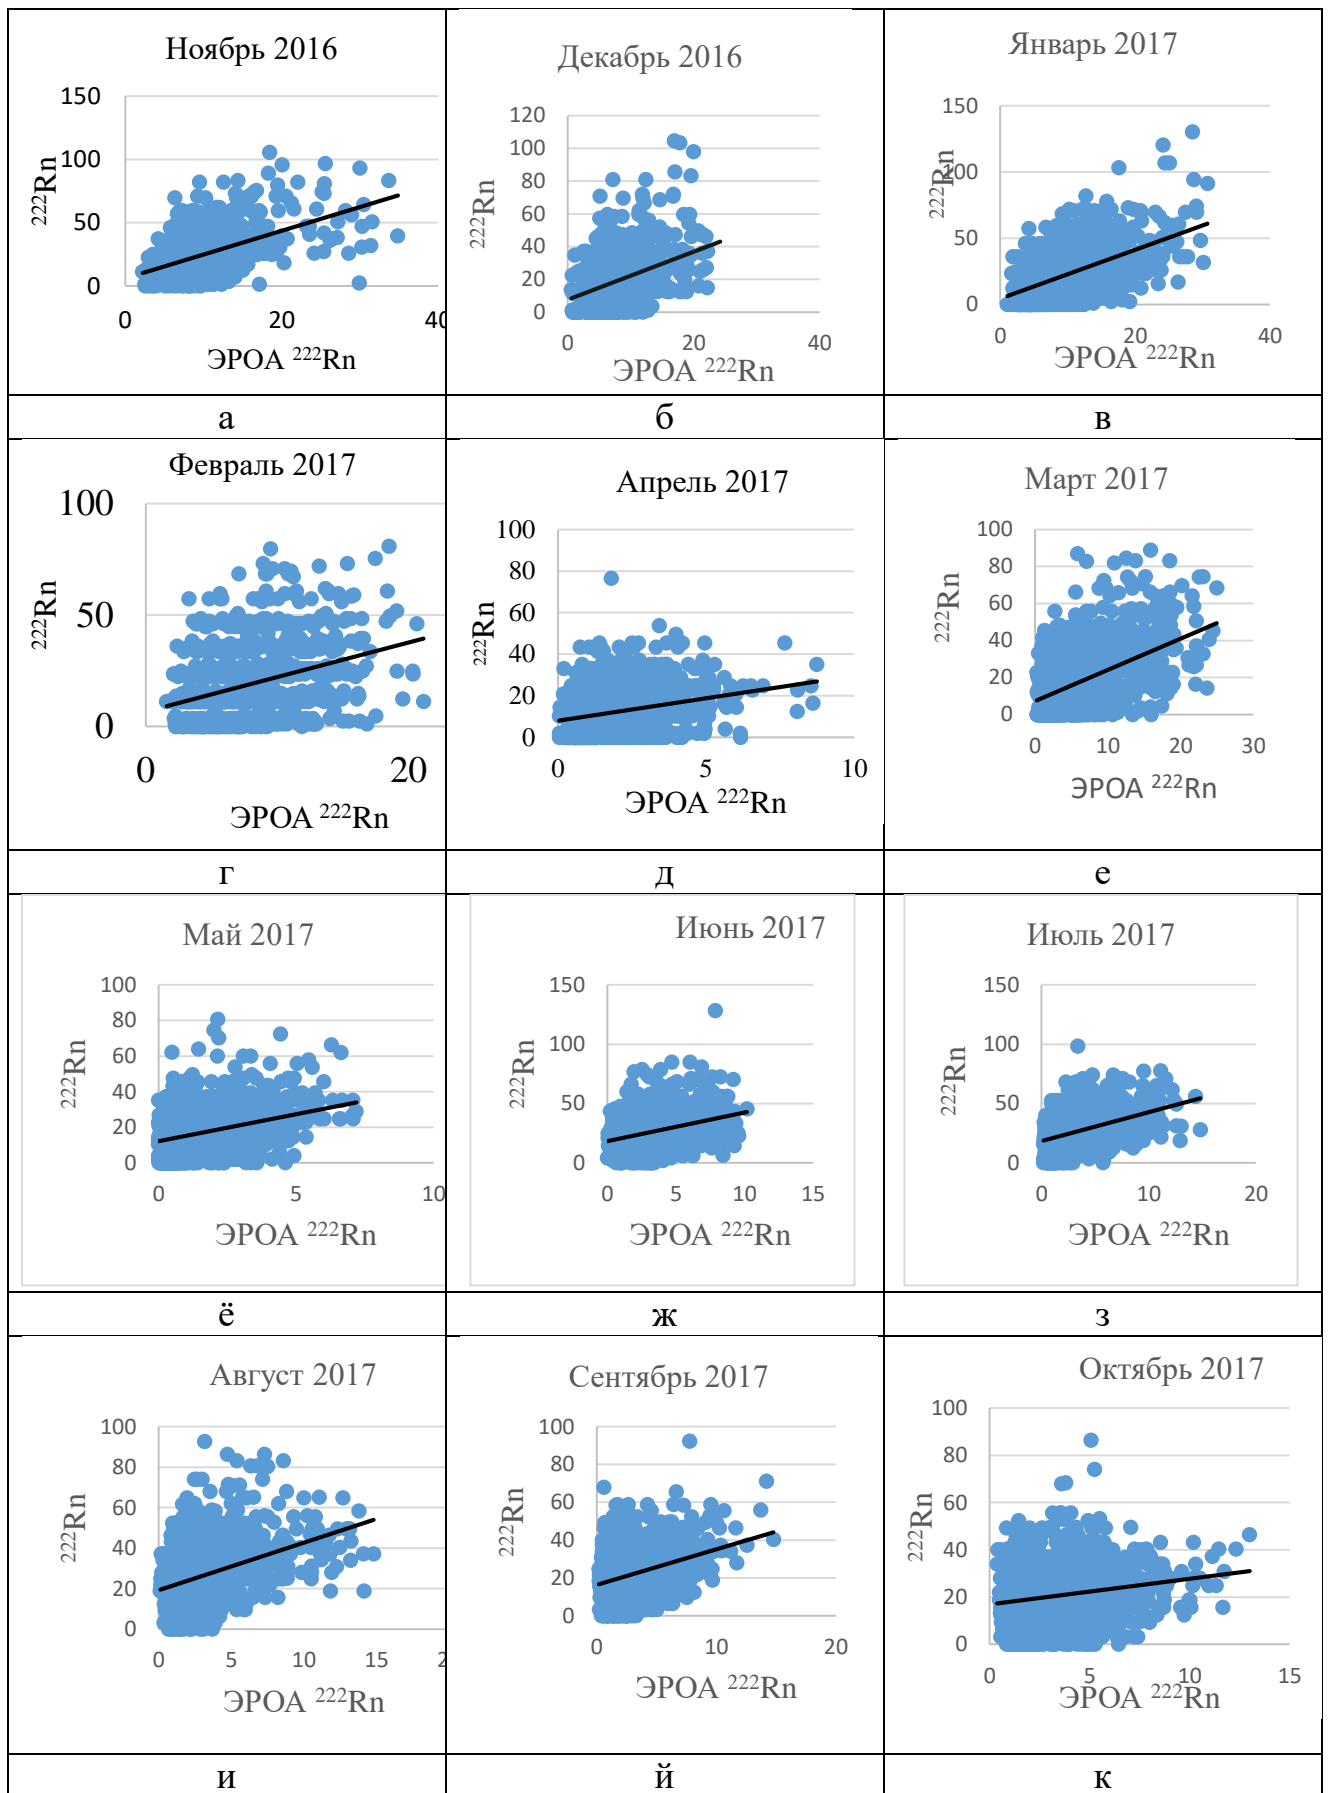 Ноябрь 2016
150
100
50
0
0 20 40
222Rn
ЭРОА 222Rn
Декабрь 2016
120
100
80
60
40
20
0
0 20 40
222Rn
ЭРОА 222Rn
Январь 2017
150
100
50
0
0 20 40
222Rn
ЭРОА 222Rn
а б в
Февраль 2017
100
50
0
0 20
222Rn
ЭРОА 222Rn
Апрель 2017
100
80
60
40
20
0
0 5 10
222Rn
ЭРОА 222Rn
Март 2017
100
80
60
40
20
0
0 10 20 30
222Rn
ЭРОА 222Rn
г д е
Май 2017
100
80
60
40
20
0
0 5 10
222Rn
ЭРОА 222Rn
Июнь 2017
150
100
50
0
0 5 10 15
222Rn
ЭРОА 222Rn
Июль 2017
150
100
50
0
0 10 20
222Rn
ЭРОА 222Rn
ё ж з
Август 2017
100
80
60
40
20
0
0 5 10 15 2
222Rn
ЭРОА 222Rn
Сентябрь 2017
100
80
60
40
20
0
0 10 20
222Rn
ЭРОА 222Rn
Октябрь 2017
100
80
60
40
20
0
0 5 10 15
222Rn
ЭРОА 222Rn
и й к